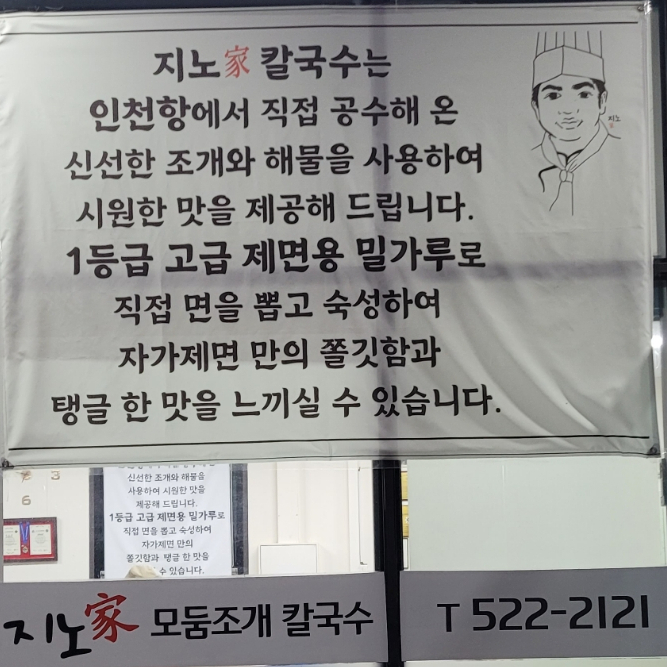 지노家 칼국수는
인천항에서 직접 공수해 온
신선한 조개와 해물을 사용하여
시원한 맛을 제공해 드립니다.
1등급 고급 제면용 밀가루로
직접 면을 뽑고 숙성하여
자가제면 만의 쫄깃함과
탱글 한 맛을 느끼실 수 있습니다.
지노
3
6
신선한 조개와 해물을
사용하여 시원한 맛을
제공해 드립니다.
1등급 고급 제면용 밀가루로
직접 면을 뽑고 숙성하여
자가제면 만의
쫄깃함과 탱글 한 맛을
수 있습니다.
지노家 모둠조개 칼국수
T 522-2121